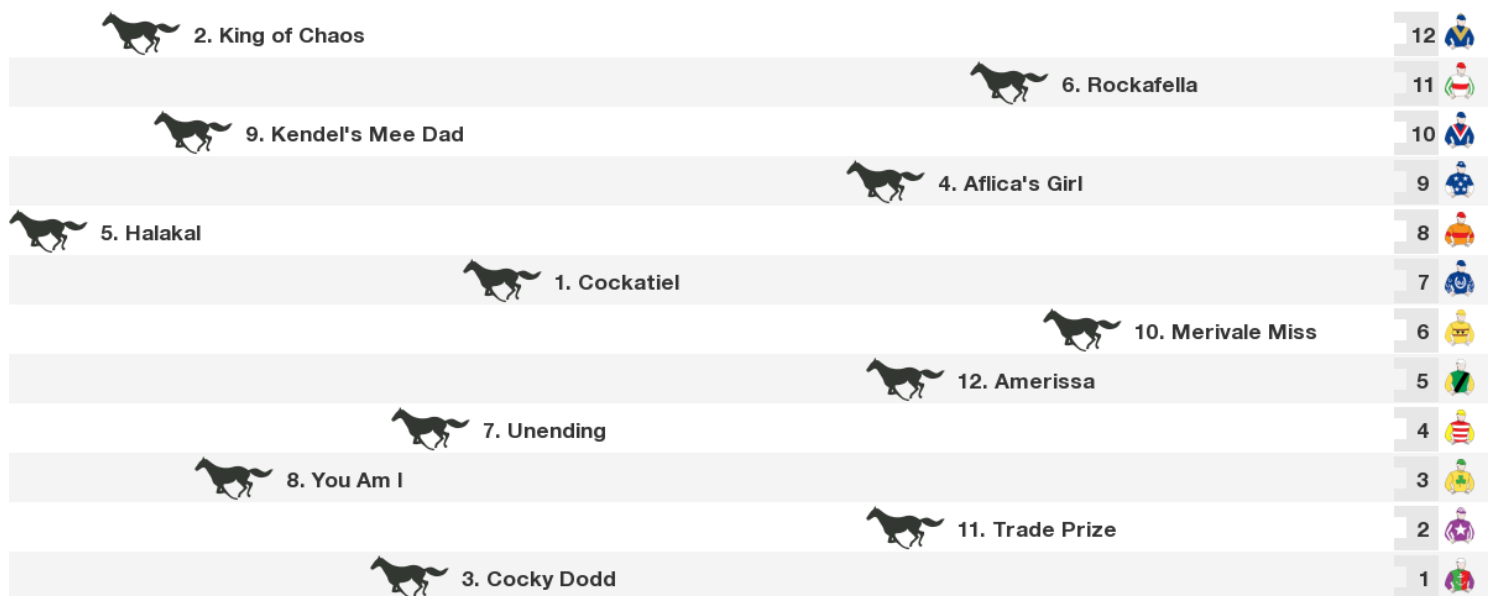 2. King of Chaos 12
6. Rockafella 11
9. Kendel's Mee Dad 10
4. Aflica's Girl 9
5. Halakal 8
1. Cockatiel 7
10. Merivale Miss 6
12. Amerissa 5
7. Unending 4
8. You Am I 3
11. Trade Prize 2
3. Cocky Dodd 1